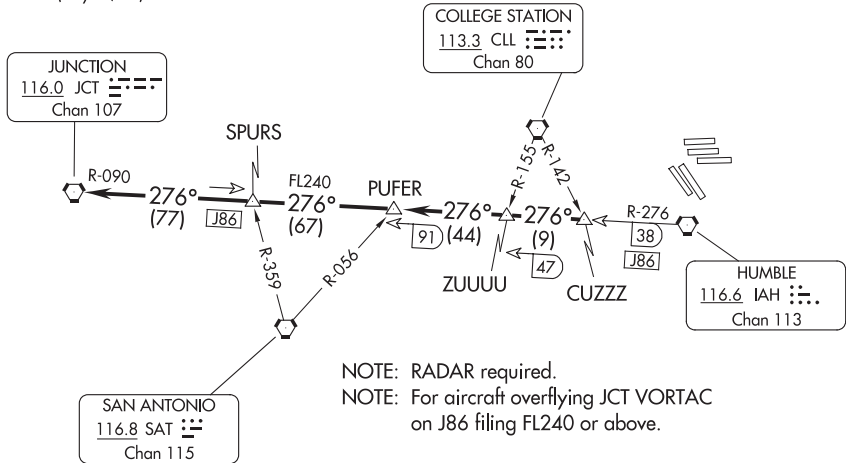 COLLEGE STATION
113.3 CLL
Chan 80
JUNCTION
116.0 JCT
Chan 107
SPURS
R-090
276°
(77)
J86
FL240
276°
(67)
PUFER
R-155
R-142
276°
(44)
276°
(9)
91
47
R-276
38
J86
ZUUUU
CUZZZ
R-359
R-056
HUMBLE
116.6 IAH
Chan 113
SAN ANTONIO
116.8 SAT
Chan 115
NOTE: RADAR required.
NOTE: For aircraft overflying JCT VORTAC
on J86 filing FL240 or above.